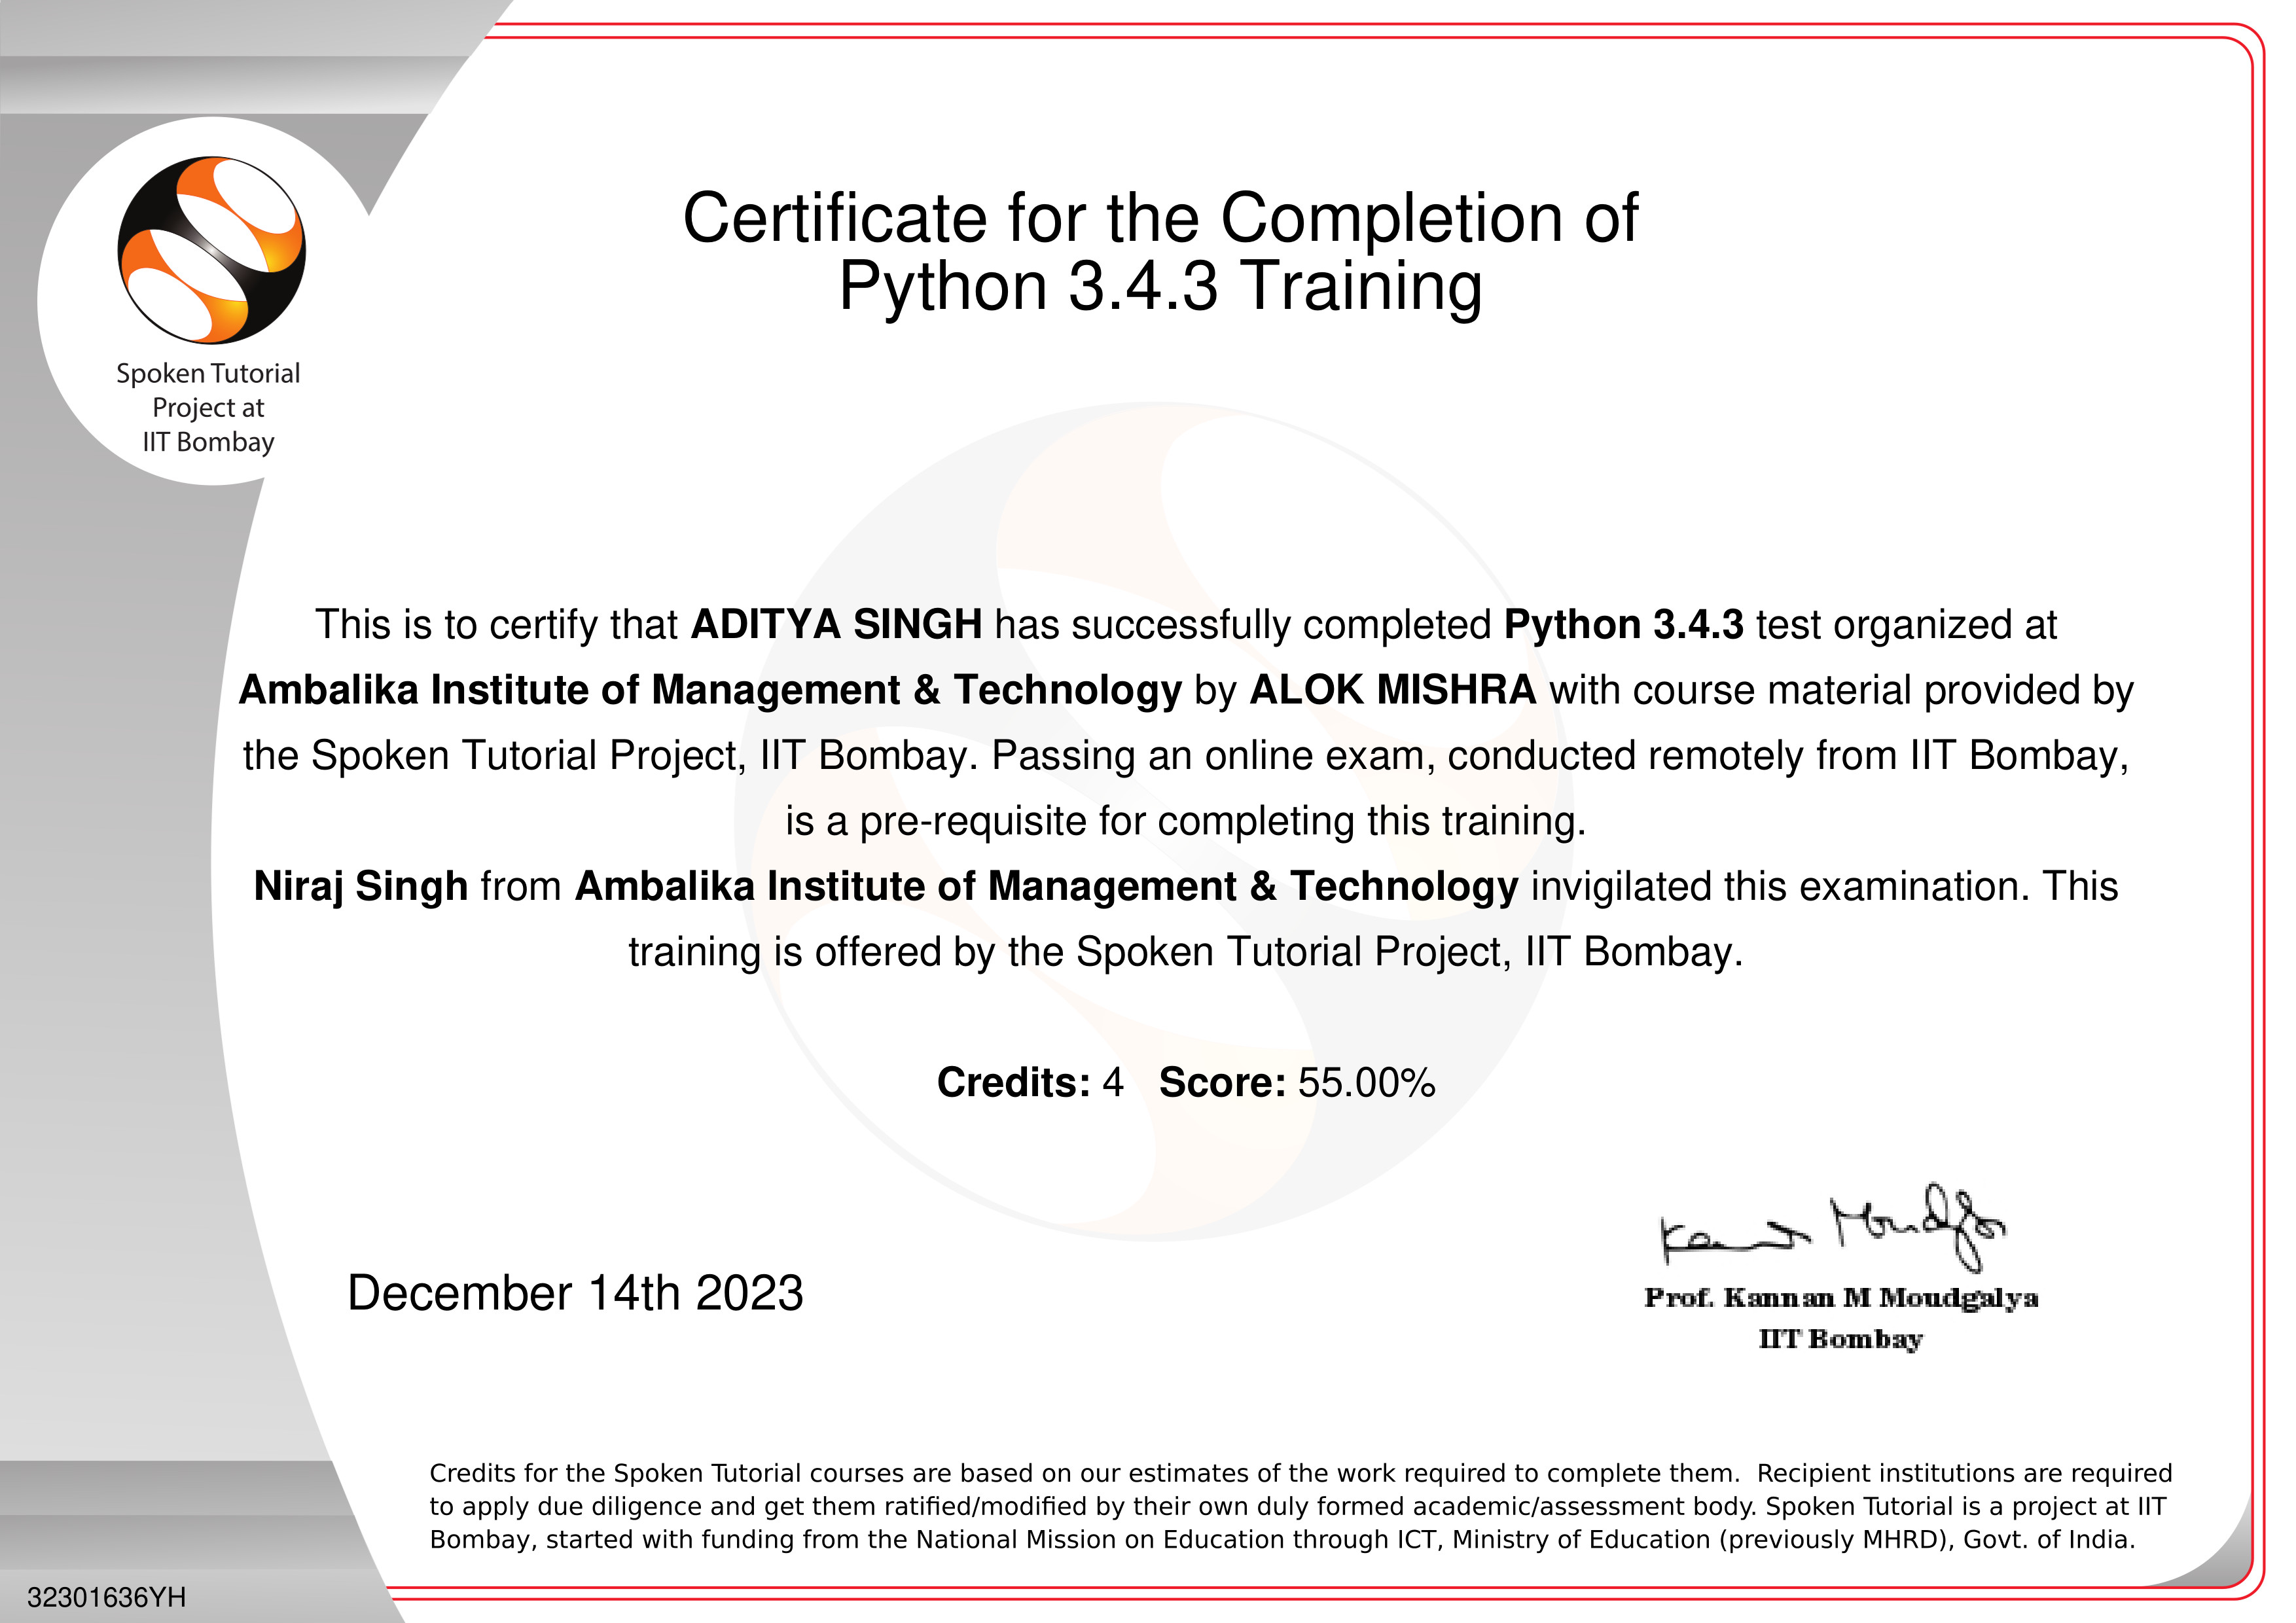 Certificate for the Completion of
Python 3.4.3 Training
Spoken Tutorial
Project at
IIT Bombay
This is to certify that ADITYA SINGH has successfully completed Python 3.4.3 test organized at
Ambalika Institute of Management & Technology by ALOK MISHRA with course material provided by
the Spoken Tutorial Project, IIT Bombay. Passing an online exam, conducted remotely from IIT Bombay,
is a pre-requisite for completing this training.
Niraj Singh from Ambalika Institute of Management & Technology invigilated this examination. This
training is offered by the Spoken Tutorial Project, IIT Bombay.
Credits: 4 Score: 55.00%
December 14th 2023
Prof. Kannan M Moudgalya
IIT Bombay
Credits for the Spoken Tutorial courses are based on our estimates of the work required to complete them. Recipient institutions are required
to apply due diligence and get them ratified/modified by their own duly formed academic/assessment body. Spoken Tutorial is a project at IIT
Bombay, started with funding from the National Mission on Education through ICT, Ministry of Education (previously MHRD), Govt. of India.
32301636YH